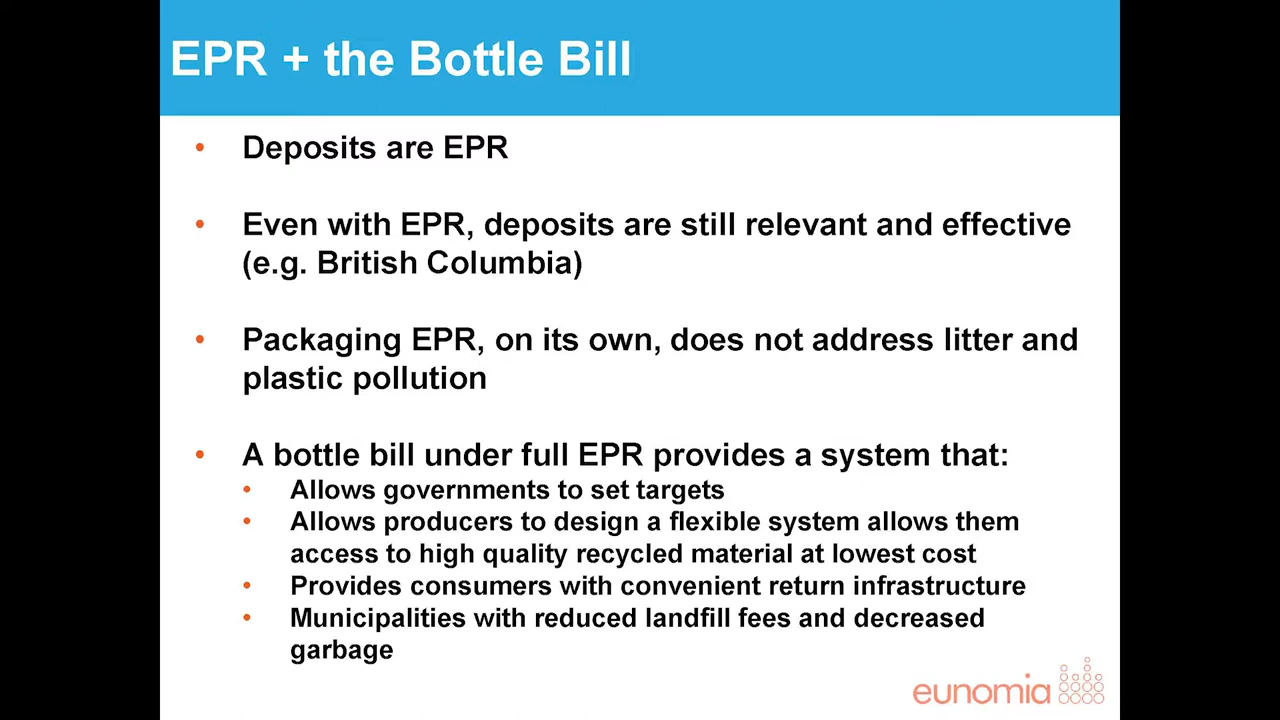 EPR + the Bottle Bill
• Deposits are EPR
• Even with EPR, deposits are still relevant and effective
(e.g. British Columbia)
• Packaging EPR, on its own, does not address litter and
plastic pollution
• A bottle bill under full EPR provides a system that:
• Allows governments to set targets
• Allows producers to design a flexible system allows them
access to high quality recycled material at lowest cost
• Provides consumers with convenient return infrastructure
• Municipalities with reduced landfill fees and decreased
garbage
eunomia